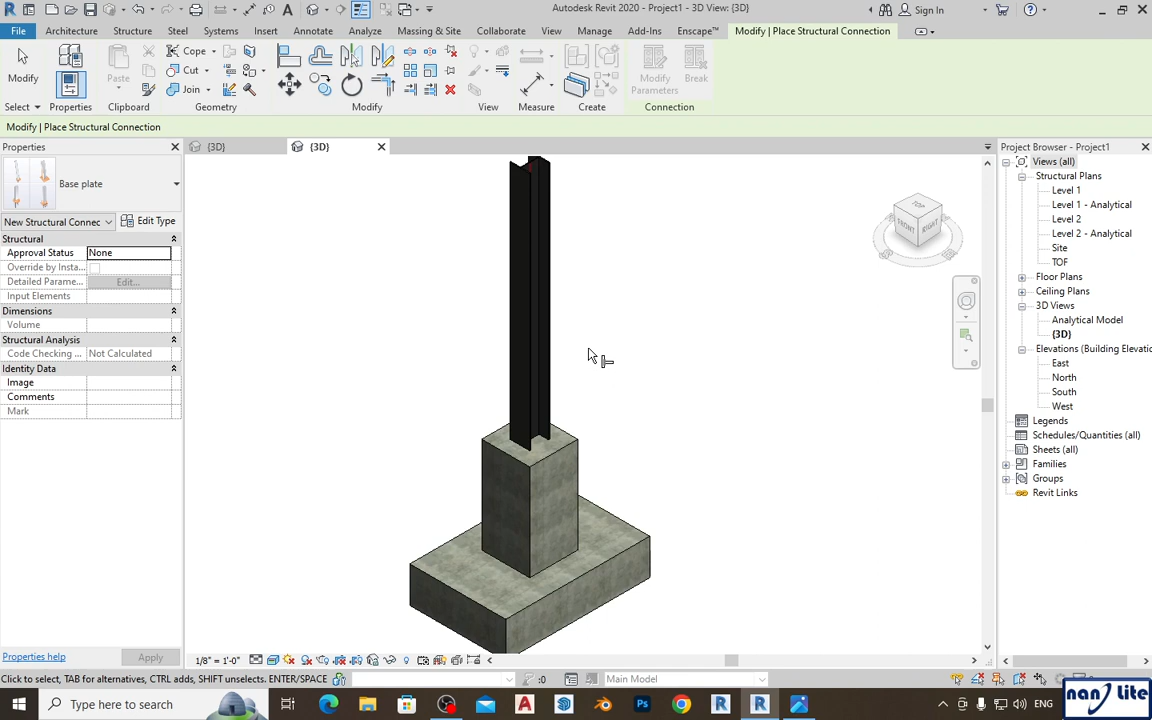 Autodesk Revit 2020 - Project1 - 3D View: {3D}
Sign In
File Architecture Structure Steel Systems Insert Annotate Analyze Massing & Site Collaborate View Manage Add-Ins Enscape™ Modify | Place Structural Connection
Modify Paste Cope Cut Join Modify Parameters Break
Select Properties Clipboard Geometry Modify View Measure Create Connection
Modify | Place Structural Connection
Properties
{3D}
{3D}
Project Browser - Project1
Base plate
New Structural Connec
Edit Type
Structural
Approval Status None
Override by Insta...
Detailed Parame... Edit...
Input Elements
Dimensions
Volume
Structural Analysis
Code Checking ... Not Calculated
Identity Data
Image
Comments
Mark
Properties help
Apply
TOP
FRONT
RIGHT
Views (all)
Structural Plans
Level 1
Level 1 - Analytical
Level 2
Level 2 - Analytical
Site
TOF
Floor Plans
Ceiling Plans
3D Views
Analytical Model
{3D}
Elevations (Building Elevatio
East
North
South
West
Legends
Schedules/Quantities (all)
Sheets (all)
Families
Groups
Revit Links
1/8" = 1'-0"
Click to select, TAB for alternatives, CTRL adds, SHIFT unselects. ENTER/SPACE
:0
Main Model
Type here to search
ENG
nanJlite